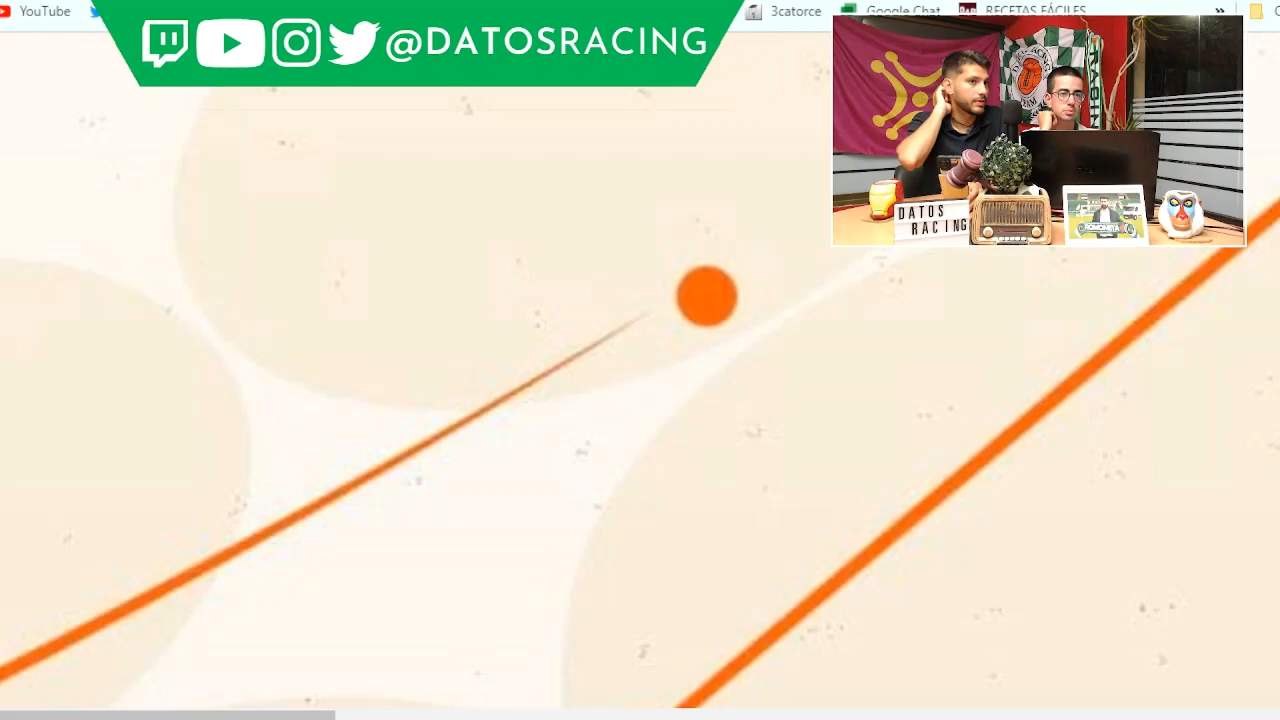 YouTube
3catorce
Google Chat
RECETAS FÁCILES
»
@DATOSRACING
DATOS
RACING